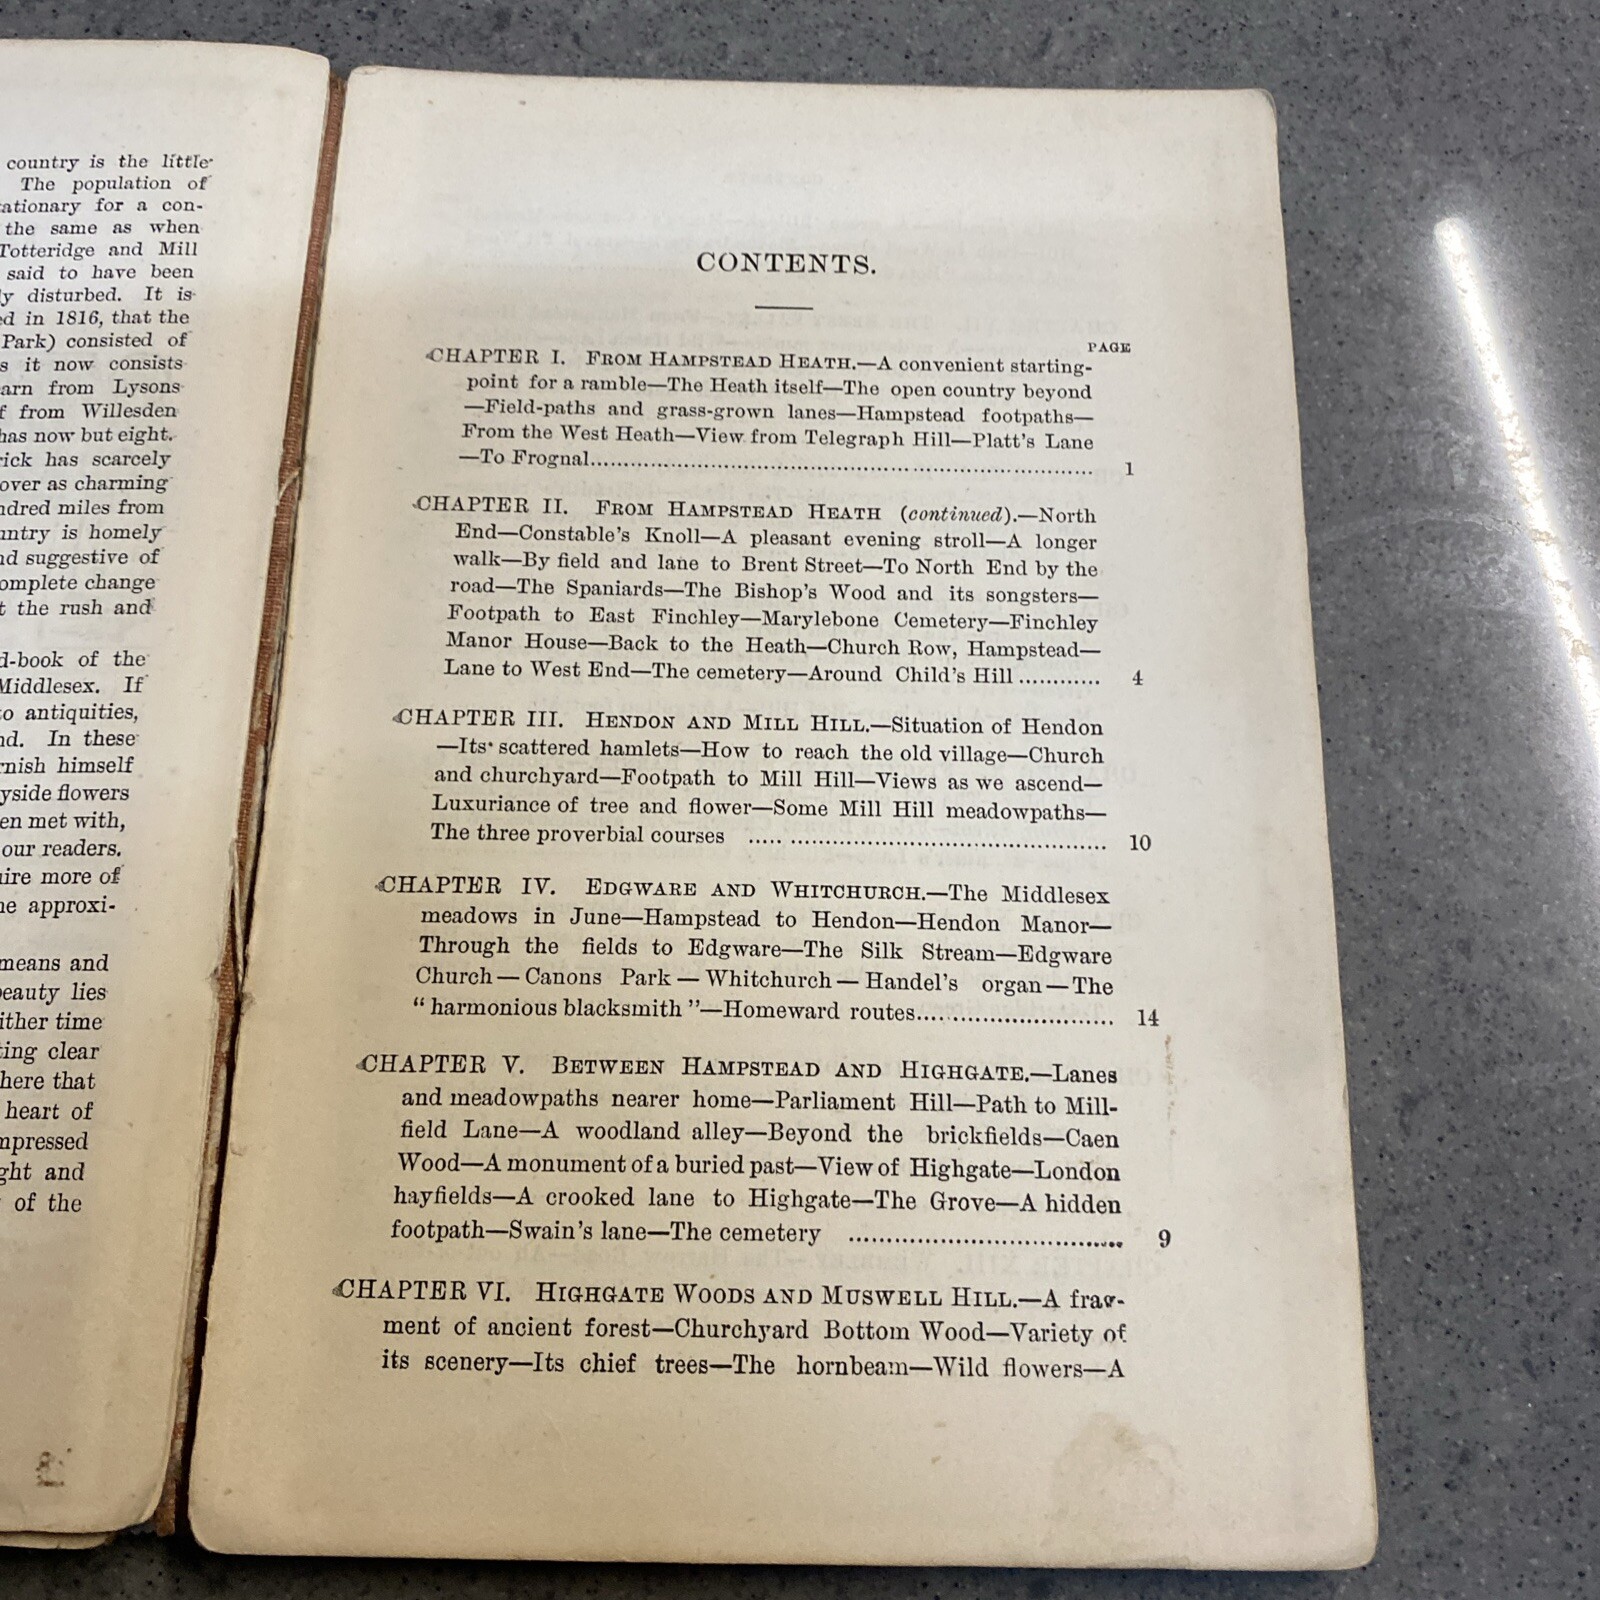 country is the little
The population of
ationary for a con-
the same as when
Totteridge and Mill
said to have been
y disturbed. It is
ed in 1816, that the
Park) consisted of
s it now consists
arn from Lysons
f from Willesden
has now but eight.
rick has scarcely
over as charming
ndred miles from
untry is homely
nd suggestive of
omplete change
t the rush and
d-book of the
Middlesex. If
to antiquities,
nd. In these
rnish himself
yside flowers
en met with,
our readers.
uire more of
he approxi-
means and
beauty lies
ither time
ting clear
here that
heart of
mpressed
ght and
of the
CONTENTS.
PAGE
CHAPTER I. FROM HAMPSTEAD HEATH.—A convenient starting-
point for a ramble—The Heath itself—The open country beyond
—Field-paths and grass-grown lanes—Hampstead footpaths—
From the West Heath—View from Telegraph Hill—Platt's Lane
—To Frognal........................................................................ 1
CHAPTER II. FROM HAMPSTEAD HEATH (continued).—North
End—Constable's Knoll—A pleasant evening stroll—A longer
walk—By field and lane to Brent Street—To North End by the
road—The Spaniards—The Bishop's Wood and its songsters—
Footpath to East Finchley—Marylebone Cemetery—Finchley
Manor House—Back to the Heath—Church Row, Hampstead—
Lane to West End—The cemetery—Around Child's Hill ............ 4
CHAPTER III. HENDON AND MILL HILL.—Situation of Hendon
—Its scattered hamlets—How to reach the old village—Church
and churchyard—Footpath to Mill Hill—Views as we ascend—
Luxuriance of tree and flower—Some Mill Hill meadowpaths—
The three proverbial courses ..... ............................................ 10
CHAPTER IV. EDGWARE AND WHITCHURCH.—The Middlesex
meadows in June—Hampstead to Hendon—Hendon Manor—
Through the fields to Edgware—The Silk Stream—Edgware
Church—Canons Park—Whitchurch—Handel's organ—The
"harmonious blacksmith"—Homeward routes............................ 14
CHAPTER V. BETWEEN HAMPSTEAD AND HIGHGATE.—Lanes
and meadowpaths nearer home—Parliament Hill—Path to Mill-
field Lane—A woodland alley—Beyond the brickfields—Caen
Wood—A monument of a buried past—View of Highgate—London
hayfields—A crooked lane to Highgate—The Grove—A hidden
footpath—Swain's lane—The cemetery ..................................... 9
CHAPTER VI. HIGHGATE WOODS AND MUSWELL HILL.—A frag-
ment of ancient forest—Churchyard Bottom Wood—Variety of
its scenery—Its chief trees—The hornbeam—Wild flowers—A